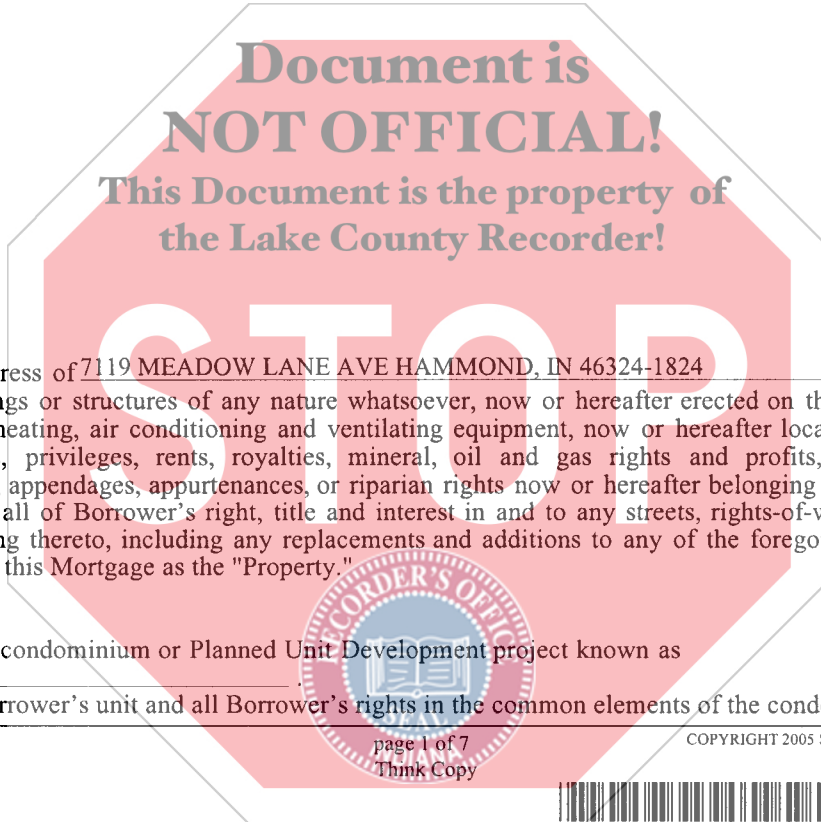 Document is
NOT OFFICIAL!
This Document is the property of
the Lake County Recorder!
STOP
ress of 7119 MEADOW LANE AVE HAMMOND, IN 46324-1824
ngs or structures of any nature whatsoever, now or hereafter erected on th
heating, air conditioning and ventilating equipment, now or hereafter loca
, privileges, rents, royalties, mineral, oil and gas rights and profits,
appendages, appurtenances, or riparian rights now or hereafter belonging
all of Borrower's right, title and interest in and to any streets, rights-of-w
ng thereto, including any replacements and additions to any of the forego
this Mortgage as the "Property."
condominium or Planned Unit Development project known as
.
rrower's unit and all Borrower's rights in the common elements of the cond
RECORDER'S OFFICE
SEAL
INDIANA
page 1 of 7
Think Copy
COPYRIGHT 2005